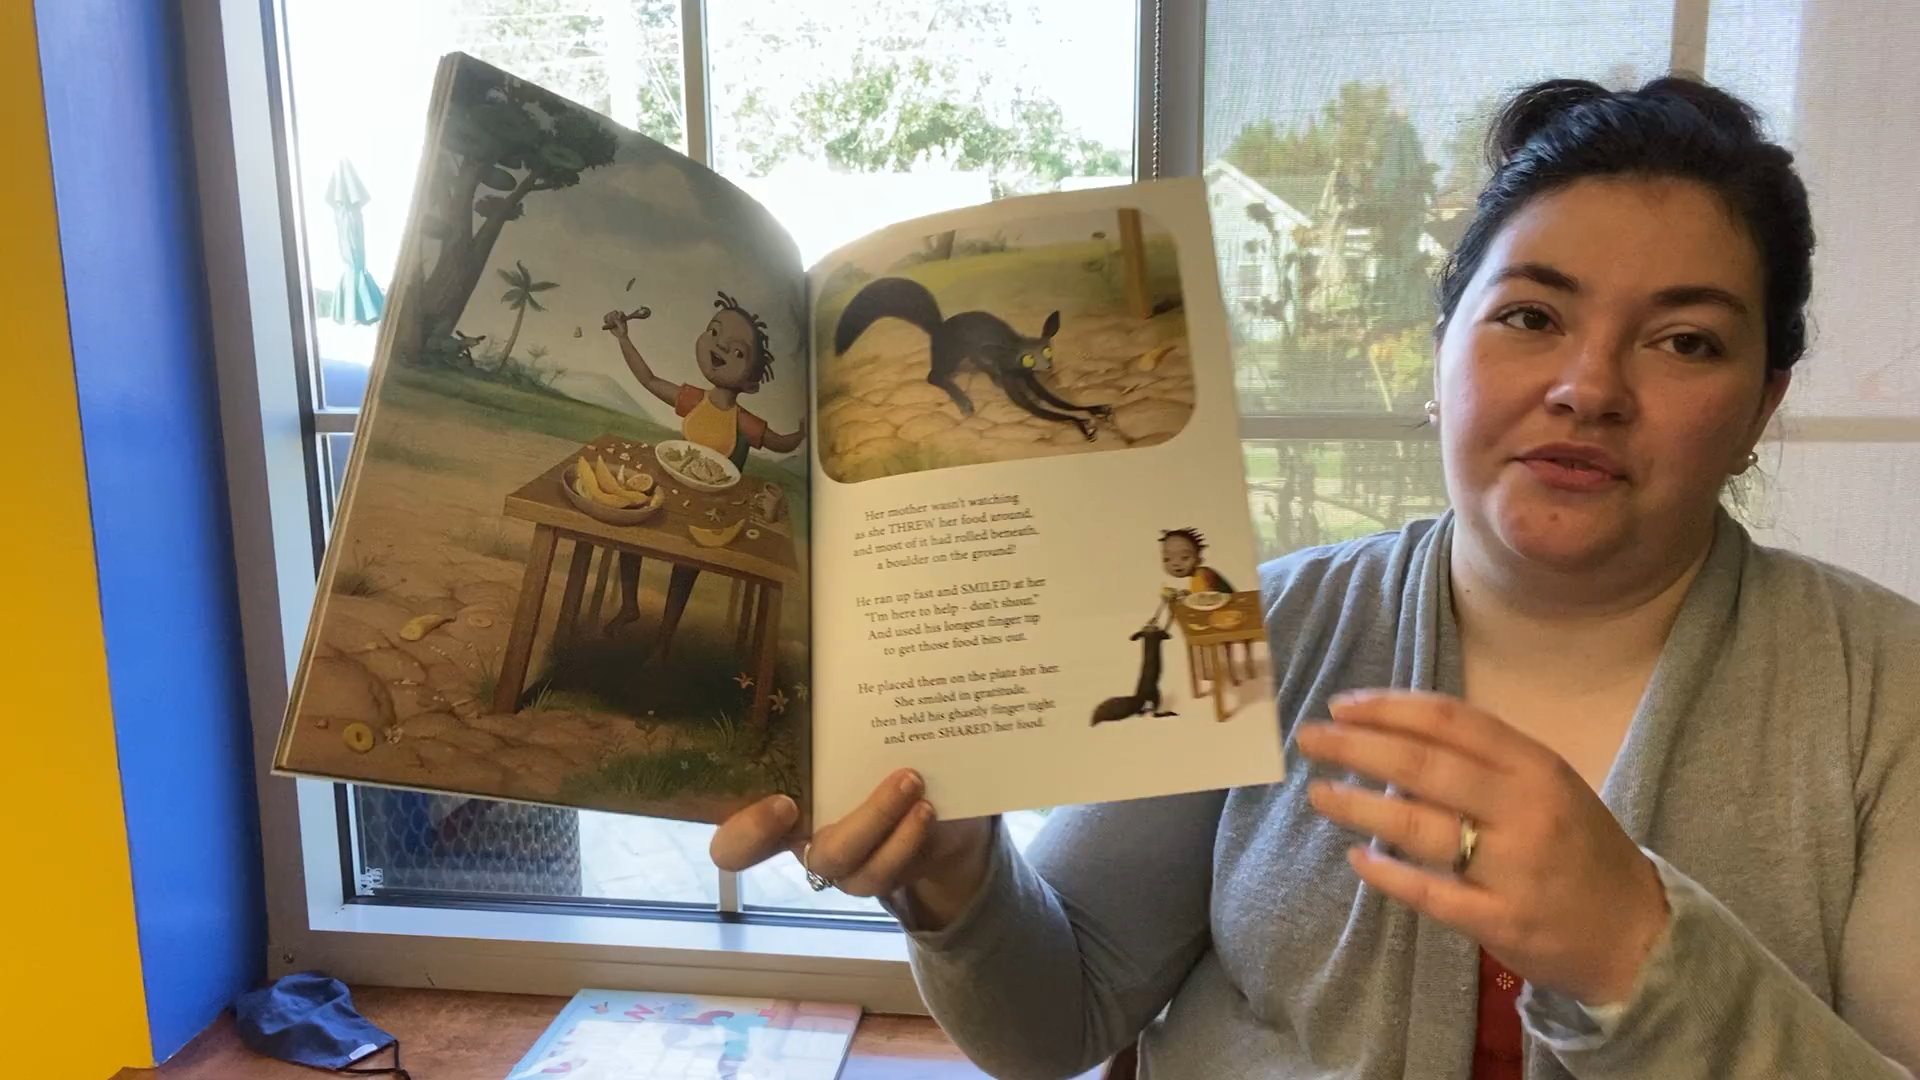 Her mother wasn't watching
as she THREW her food around,
and most of it had rolled beneath,
a boulder on the ground!
He ran up fast and SMILED at her
"I'm here to help - don't shout."
And used his longest finger tip
to get those food bits out.
He placed them on the plate for her.
She smiled in gratitude,
then held his ghastly finger tight
and even SHARED her food.